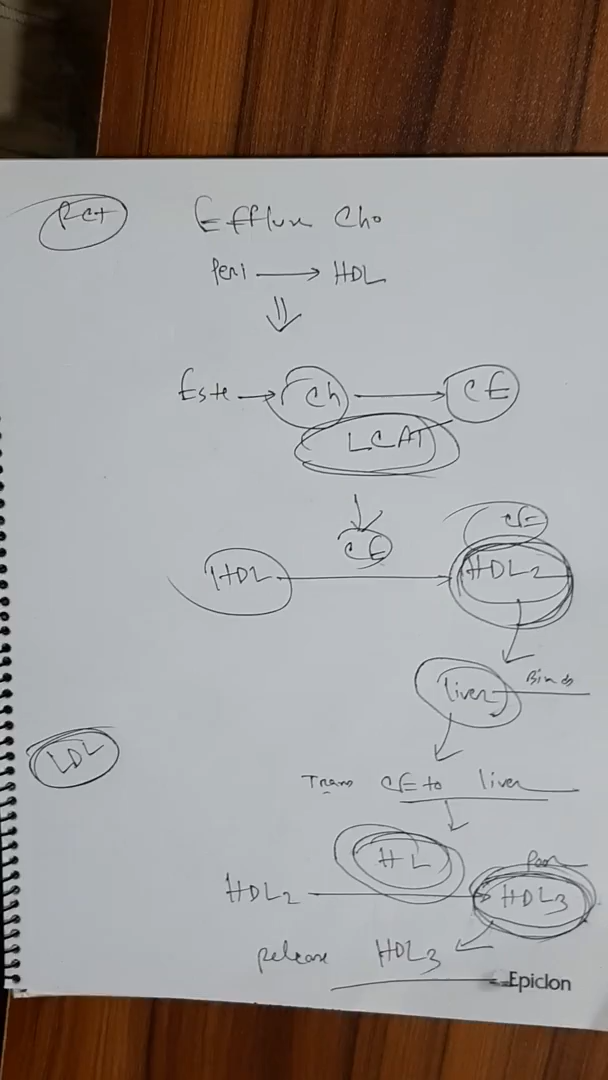 RCT
Efflux Cho
Peri → HDL
⇓
Este → Ch → CE
LCAT
↓
CE
CE
HDL → HDL2
↓
liver Binds
↓
Trans CE to liver
↓
HL
Poor
HDL2 → HDL3
release HDL3
LDL
Epiclon